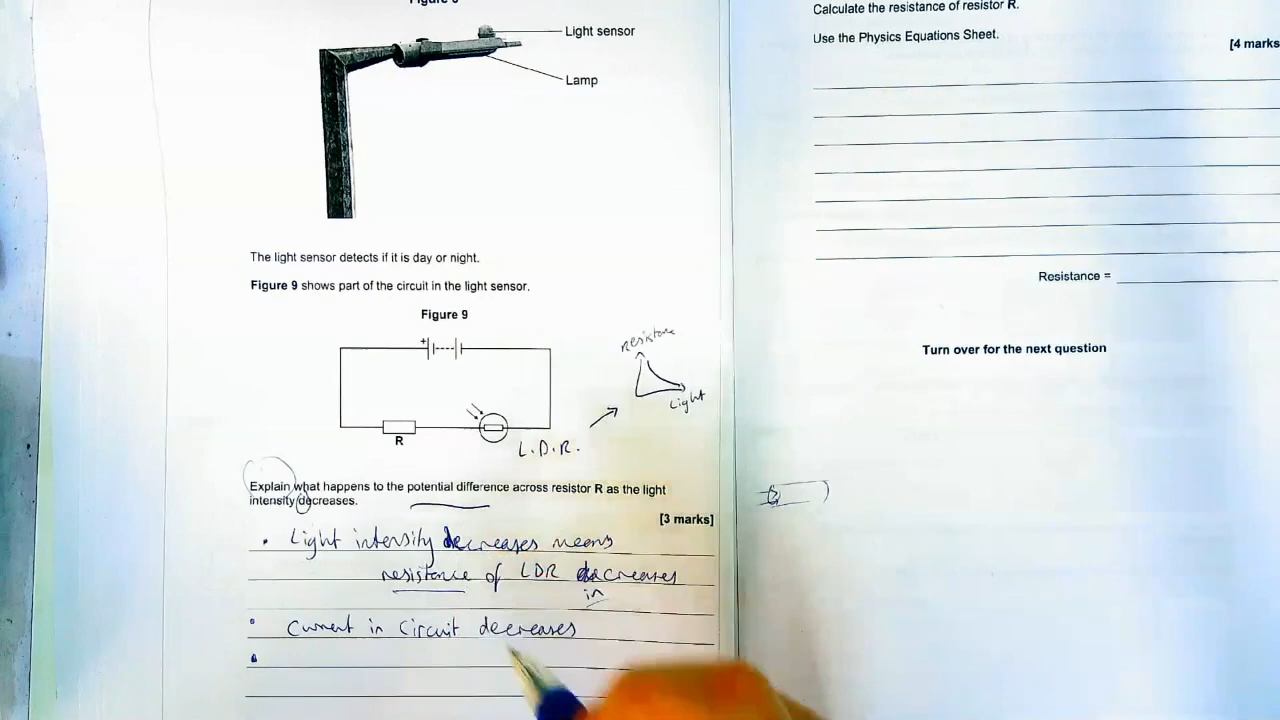 Light sensor
Lamp
The light sensor detects if it is day or night.
Figure 9 shows part of the circuit in the light sensor.
Figure 9
+
R
L.D.R.
resistance
Light
Explain what happens to the potential difference across resistor R as the light
intensity decreases.
[3 marks]
• Light intensity decreases means
resistance of LDR decreases
in
• Current in circuit decreases
Calculate the resistance of resistor R.
Use the Physics Equations Sheet.
[4 marks
Resistance =
Turn over for the next question